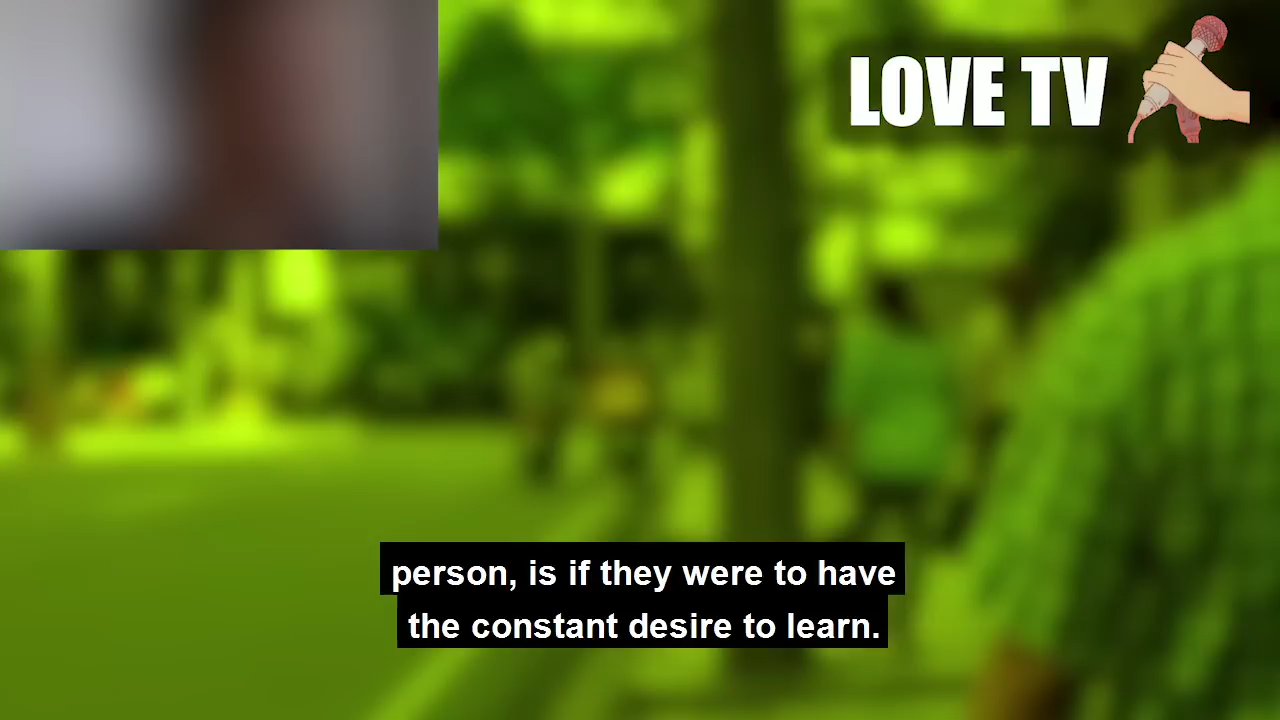 LOVE TV
person, is if they were to have
the constant desire to learn.